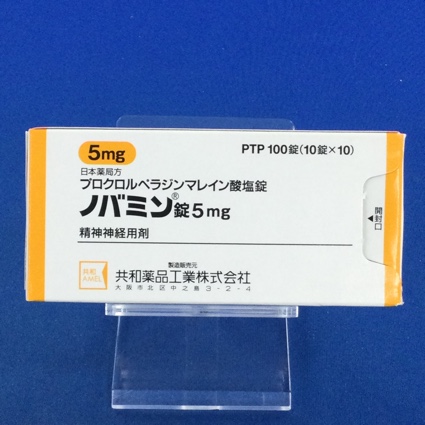 5mg
PTP 100錠(10錠×10)
日本薬局方
プロクロルペラジンマレイン酸塩錠
ノバミン®錠5mg
精神神経用剤
開封口
製造販売元
共和薬品工業株式会社
大阪市北区中之島3-2-4
共和
AMEL